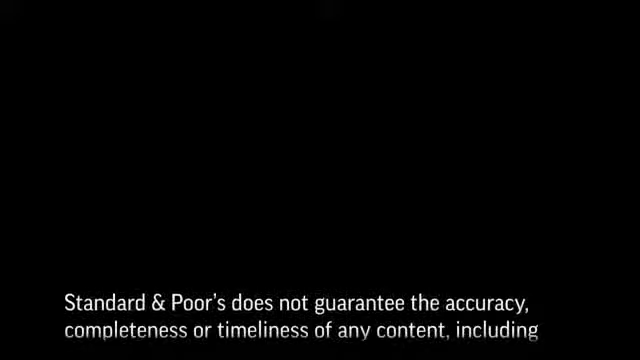 Standard & Poor's does not guarantee the accuracy,
completeness or timeliness of any content, including